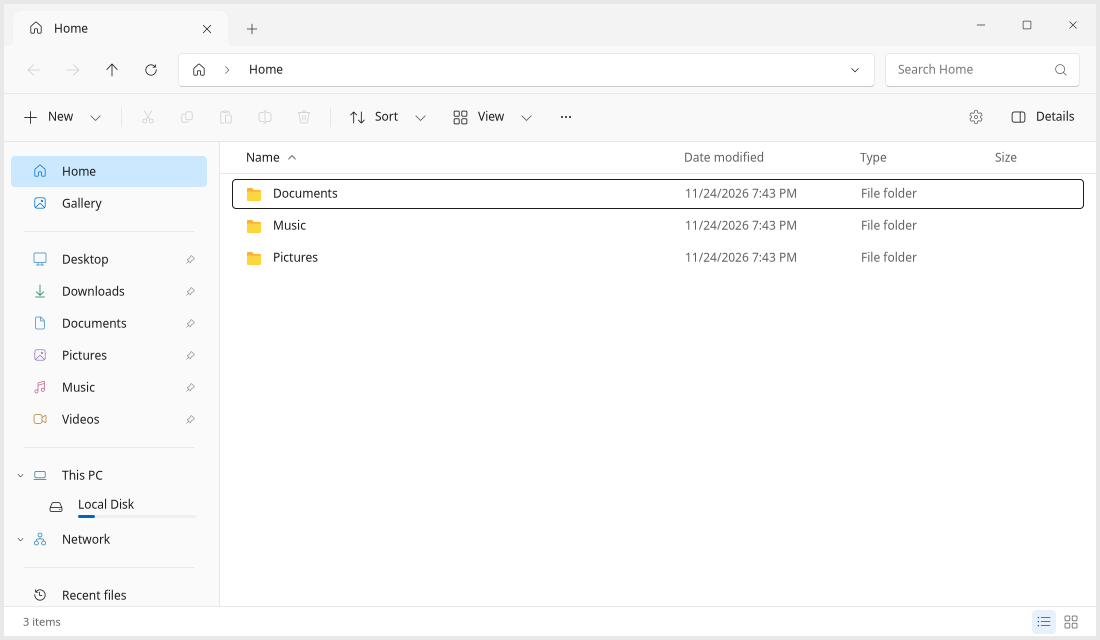 Home
Home
Search Home
New
Sort
View
Details
Home
Gallery
Desktop
Downloads
Documents
Pictures
Music
Videos
This PC
Local Disk
Network
Recent files
Name Date modified Type Size
Documents 11/24/2026 7:43 PM File folder
Music 11/24/2026 7:43 PM File folder
Pictures 11/24/2026 7:43 PM File folder
3 items